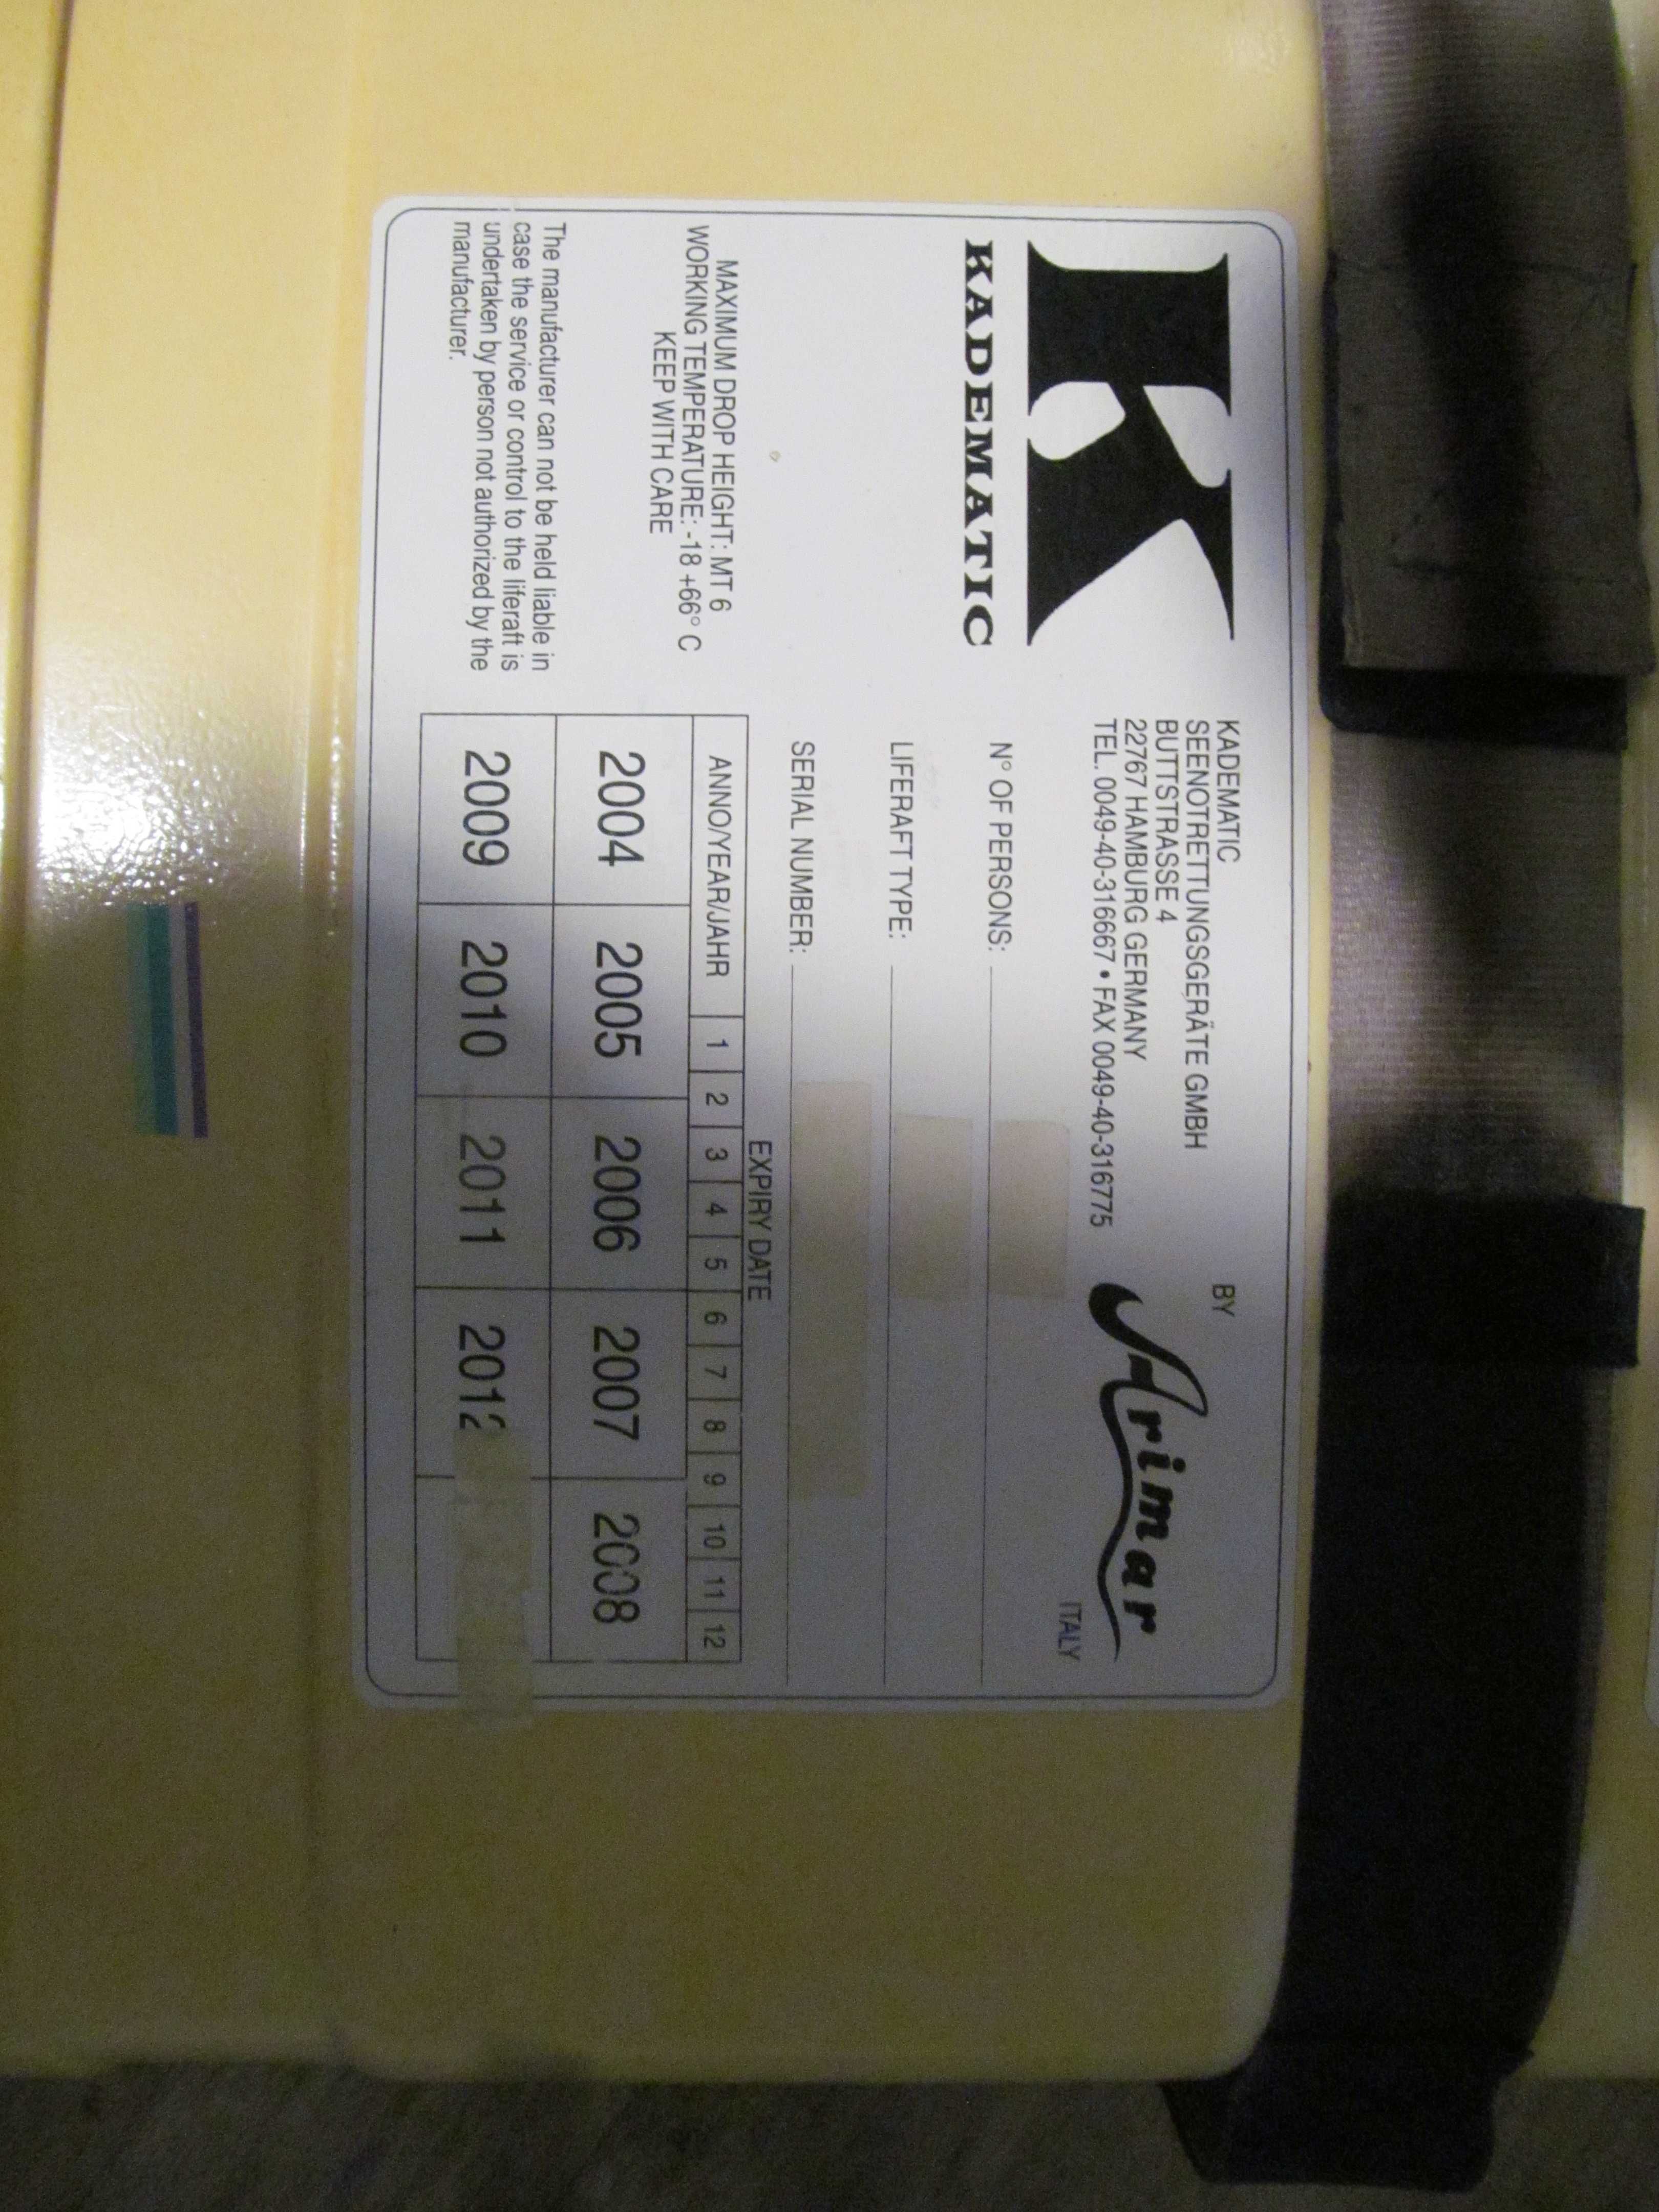 KADEMATIC
KADEMATIC
SEENOTRETTUNGSGERÄTE GMBH
BUTTSTRASSE 4
22767 HAMBURG GERMANY
TEL. 0049-40-316667 • FAX 0049-40-316775
BY
Arimar
ITALY
N° OF PERSONS:
LIFERAFT TYPE:
SERIAL NUMBER:
MAXIMUM DROP HEIGHT: MT 6
WORKING TEMPERATURE: -18 +66° C
KEEP WITH CARE
The manufacturer can not be held liable in
case the service or control to the liferaft is
undertaken by person not authorized by the
manufacturer.
EXPIRY DATE
ANNO/YEAR/JAHR 1 2 3 4 5 6 7 8 9 10 11 12
2004 2005 2006 2007 2008
2009 2010 2011 2012